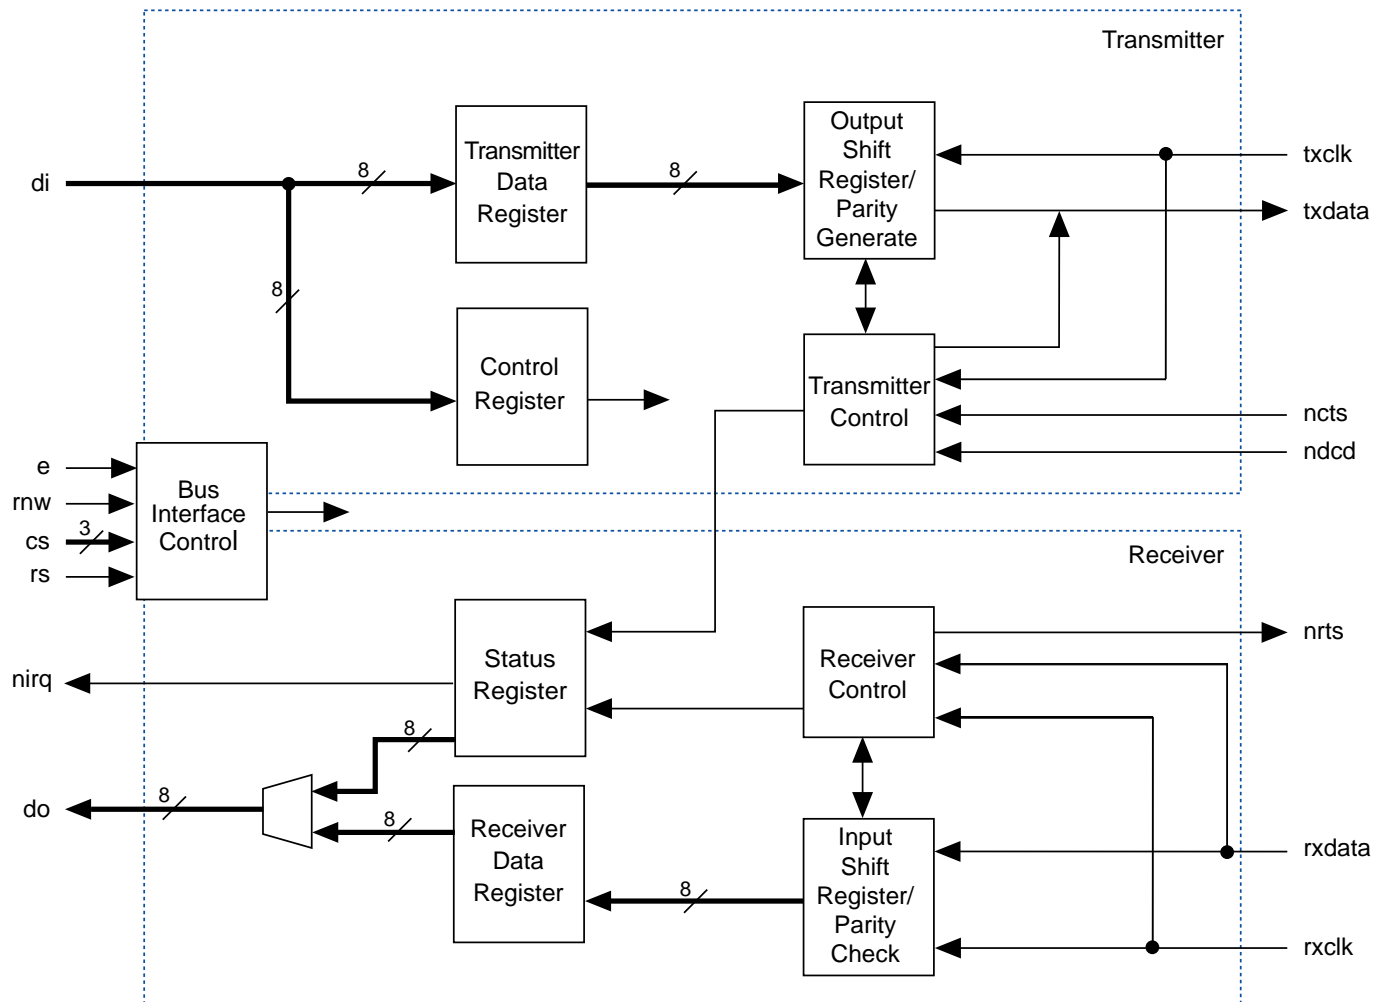 Transmitter
di
8
Transmitter
Data
Register
8
Output
Shift
Register/
Parity
Generate
txclk
txdata
8
Control
Register
Transmitter
Control
ncts
ndcd
e
rnw
cs
3
rs
Bus
Interface
Control
Receiver
nirq
Status
Register
Receiver
Control
nrts
8
do
8
8
Receiver
Data
Register
8
Input
Shift
Register/
Parity
Check
rxdata
rxclk